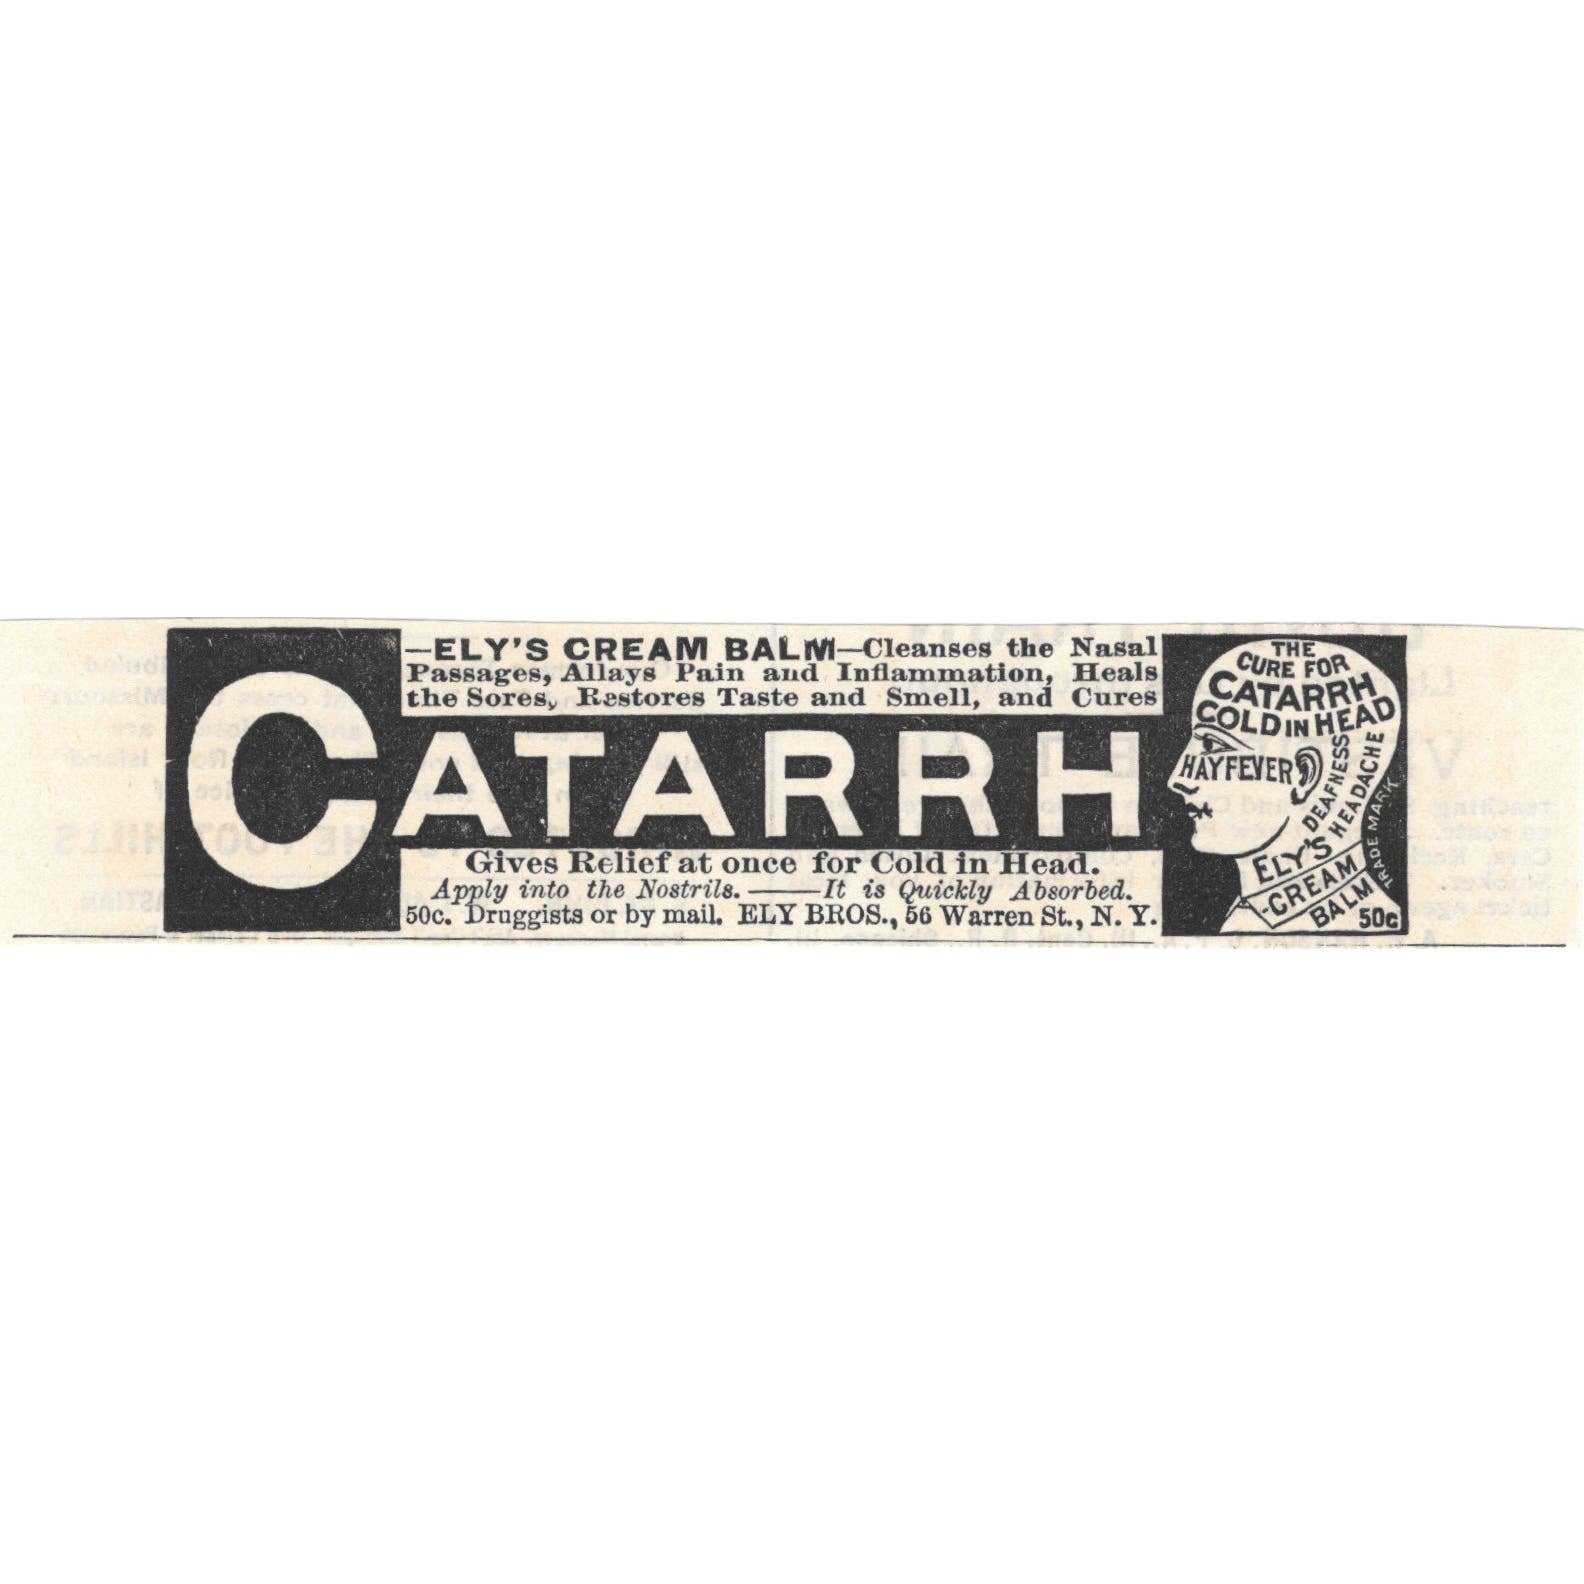 —ELY'S CREAM BALM—Cleanses the Nasal
Passages, Allays Pain and Inflammation, Heals
the Sores, Restores Taste and Smell, and Cures
CATARRH
Gives Relief at once for Cold in Head.
Apply into the Nostrils. —— It is Quickly Absorbed.
50c. Druggists or by mail. ELY BROS., 56 Warren St., N. Y.
THE
CURE FOR
CATARRH
COLD IN HEAD
HAYFEVER
DEAFNESS
HEADACHE
ELY'S
CREAM
BALM
50c
TRADE MARK